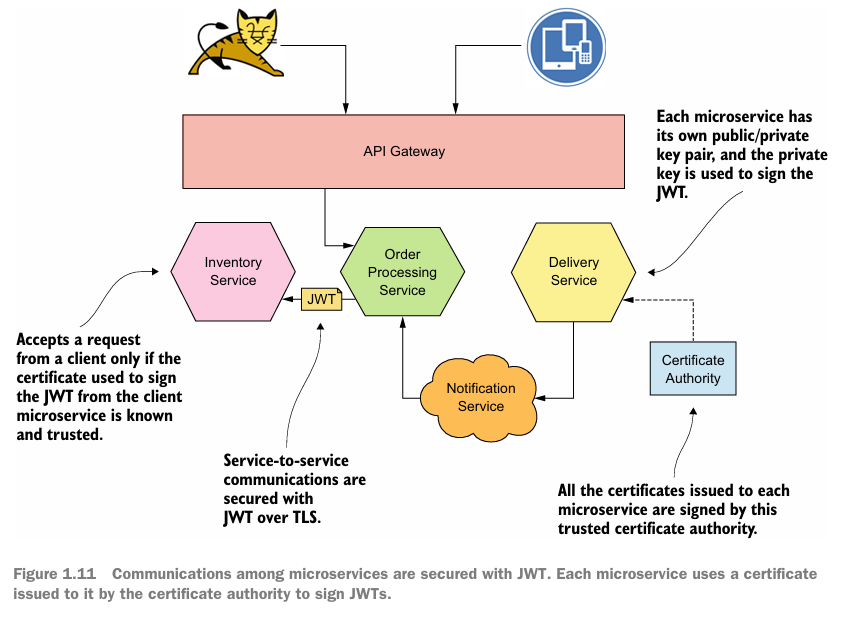 API Gateway
Each microservice has
its own public/private
key pair, and the private
key is used to sign the
JWT.
Inventory
Service
Order
Processing
Service
Delivery
Service
JWT
Accepts a request
from a client only if the
certificate used to sign
the JWT from the client
microservice is known
and trusted.
Certificate
Authority
Notification
Service
Service-to-service
communications are
secured with
JWT over TLS.
All the certificates issued to each
microservice are signed by this
trusted certificate authority.
Figure 1.11 Communications among microservices are secured with JWT. Each microservice uses a certificate
issued to it by the certificate authority to sign JWTs.